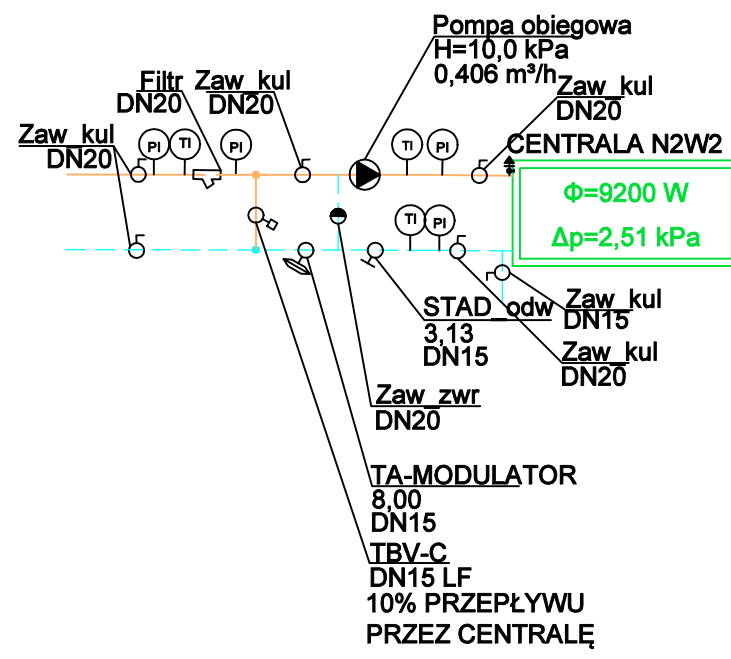 Pompa obiegowa
H=10,0 kPa
0,406 m³/h
Filtr
DN20
Zaw_kul
DN20
Zaw_kul
DN20
Zaw_kul
DN20
PI
TI
PI
TI
PI
CENTRALA N2W2
Φ=9200 W
Δp=2,51 kPa
TI
PI
STAD_odw
3,13
DN15
Zaw_kul
DN15
Zaw_kul
DN20
Zaw_zwr
DN20
TA-MODULATOR
8,00
DN15
TBV-C
DN15 LF
10% PRZEPŁYWU
PRZEZ CENTRALĘ